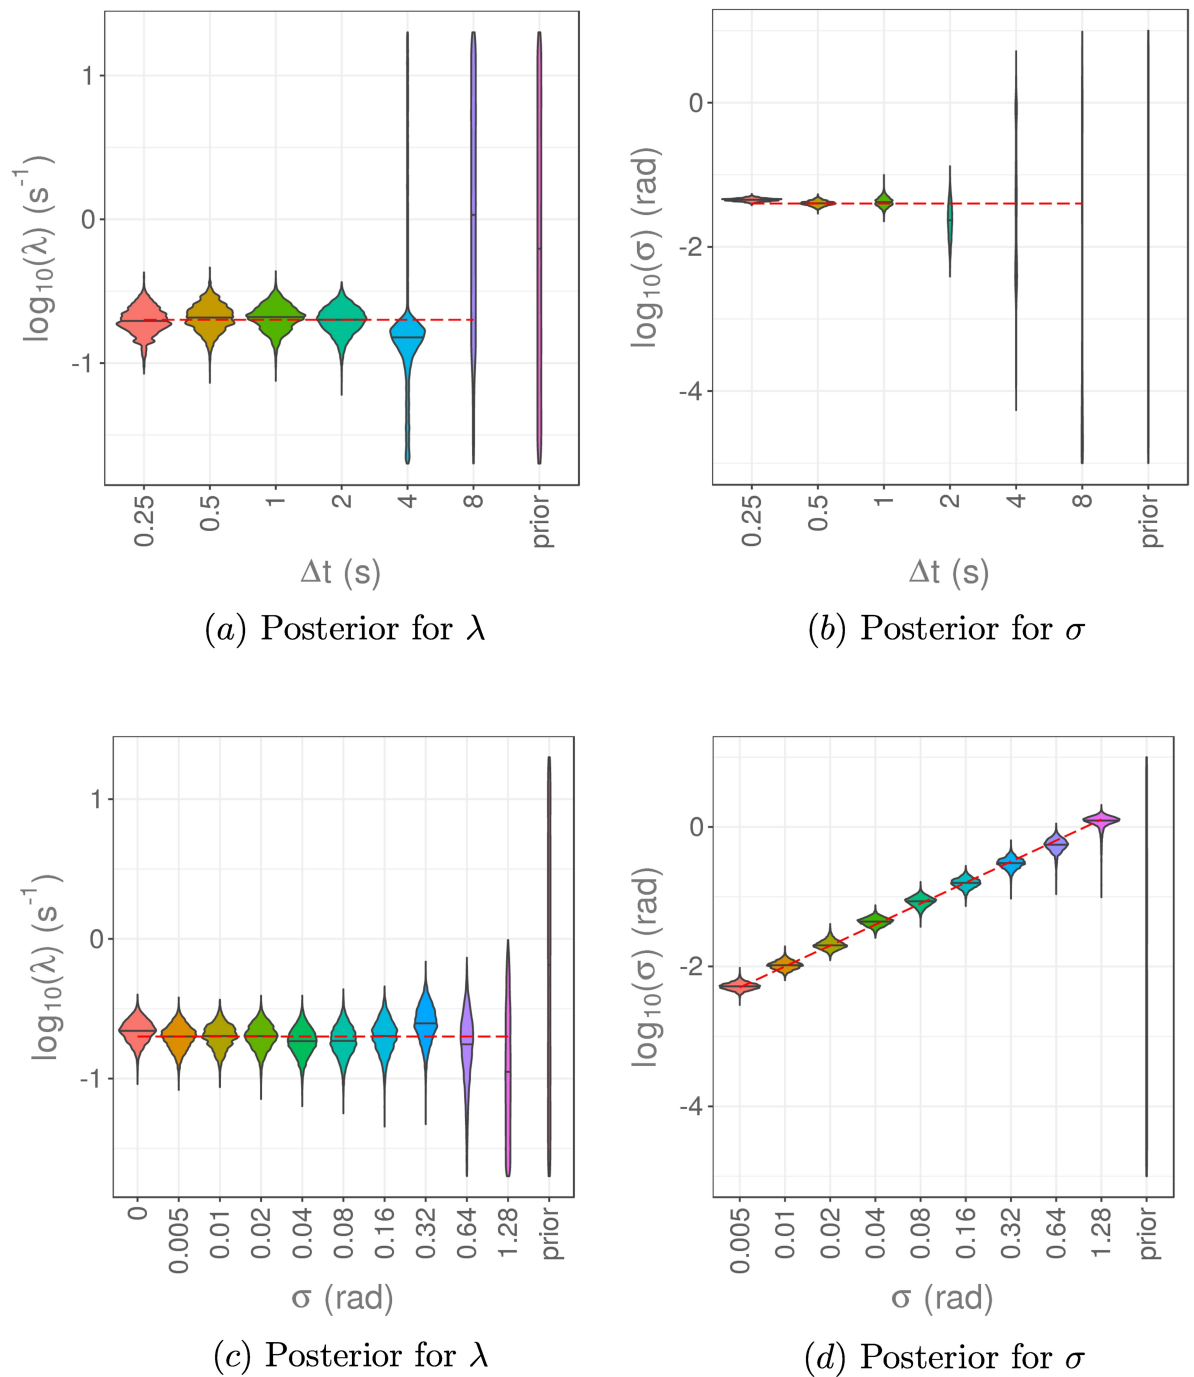 1
0
-1
log₁₀(λ) (s⁻¹)
0.25 0.5 1 2 4 8 prior
Δt (s)
(a) Posterior for λ
0
-2
-4
log₁₀(σ) (rad)
0.25 0.5 1 2 4 8 prior
Δt (s)
(b) Posterior for σ
1
0
-1
log₁₀(λ) (s⁻¹)
0 0.005 0.01 0.02 0.04 0.08 0.16 0.32 0.64 1.28 prior
σ (rad)
(c) Posterior for λ
0
-2
-4
log₁₀(σ) (rad)
0.005 0.01 0.02 0.04 0.08 0.16 0.32 0.64 1.28 prior
σ (rad)
(d) Posterior for σ